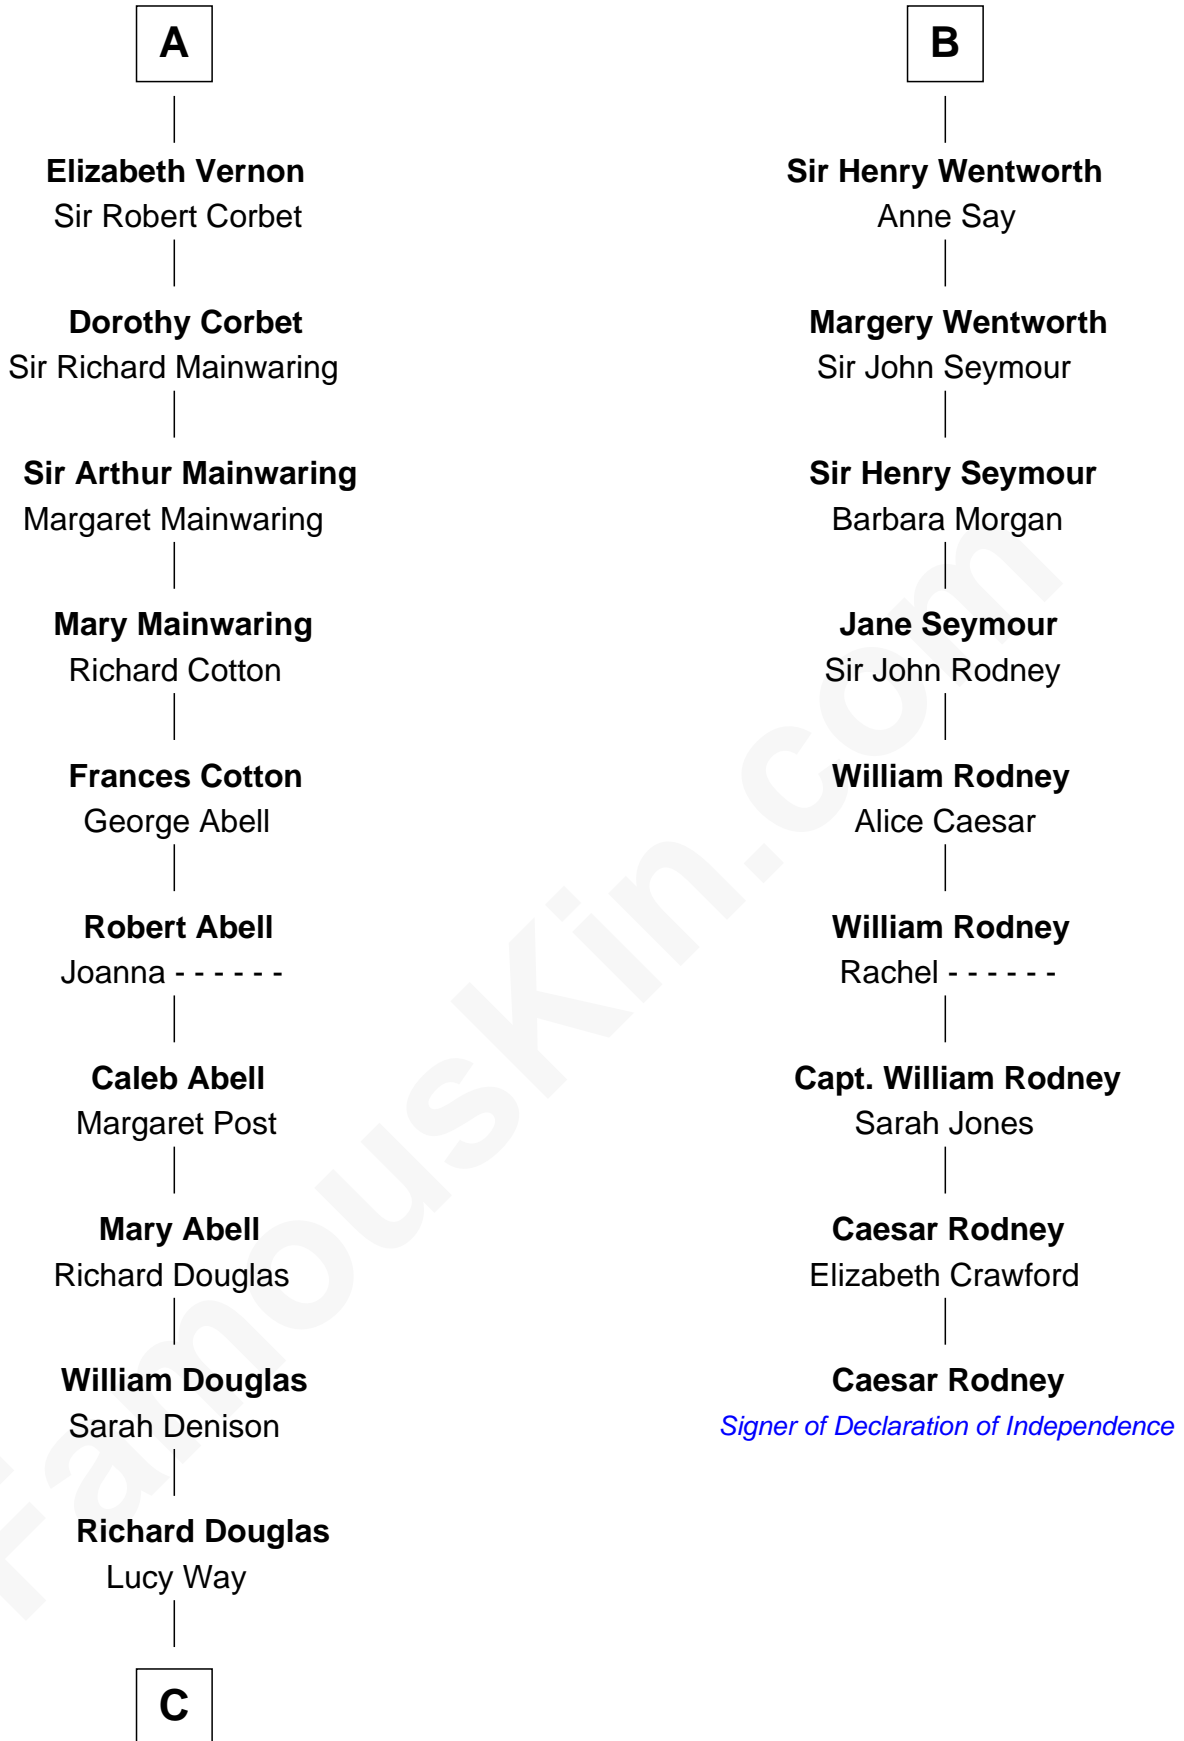 A
Elizabeth Vernon
Sir Robert Corbet
Dorothy Corbet
Sir Richard Mainwaring
Sir Arthur Mainwaring
Margaret Mainwaring
Mary Mainwaring
Richard Cotton
Frances Cotton
George Abell
Robert Abell
Joanna - - - - - -
Caleb Abell
Margaret Post
Mary Abell
Richard Douglas
William Douglas
Sarah Denison
Richard Douglas
Lucy Way
C
B
Sir Henry Wentworth
Anne Say
Margery Wentworth
Sir John Seymour
Sir Henry Seymour
Barbara Morgan
Jane Seymour
Sir John Rodney
William Rodney
Alice Caesar
William Rodney
Rachel - - - - - -
Capt. William Rodney
Sarah Jones
Caesar Rodney
Elizabeth Crawford
Caesar Rodney
Signer of Declaration of Independence
FamousKin.com